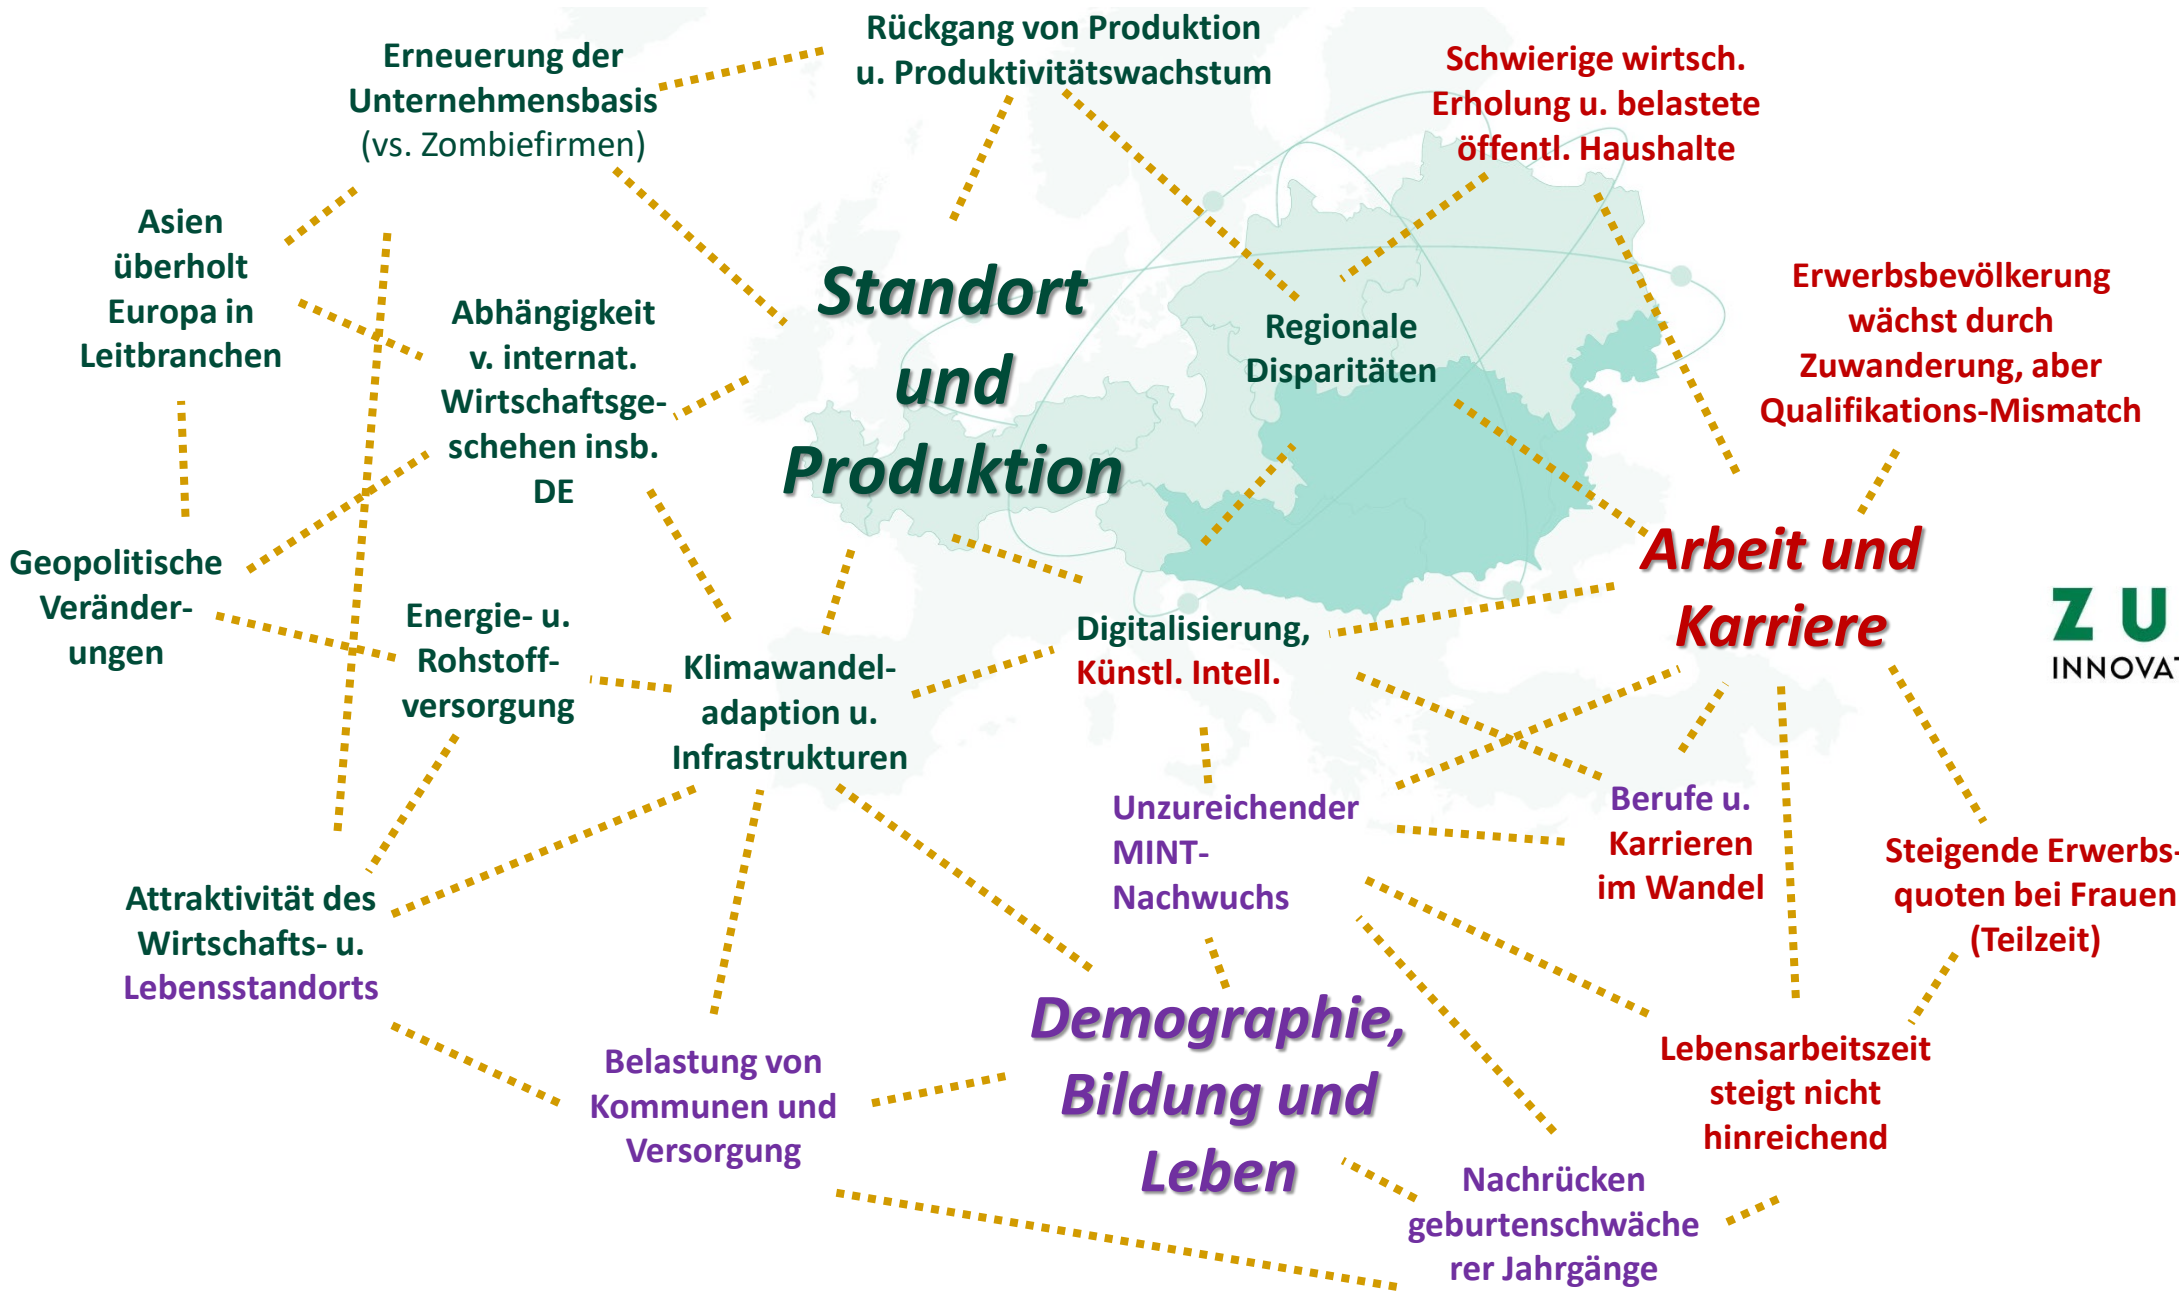 Rückgang von Produktion
u. Produktivitätswachstum
Erneuerung der
Unternehmensbasis
(vs. Zombiefirmen)
Schwierige wirtsch.
Erholung u. belastete
öffentl. Haushalte
Asien
überholt
Europa in
Leitbranchen
Abhängigkeit
v. internat.
Wirtschaftsge-
schehen insb.
DE
Standort
und
Produktion
Regionale
Disparitäten
Erwerbsbevölkerung
wächst durch
Zuwanderung, aber
Qualifikations-Mismatch
Geopolitische
Veränder-
ungen
Energie- u.
Rohstoff-
versorgung
Klimawandel-
adaption u.
Infrastrukturen
Digitalisierung,
Künstl. Intell.
Arbeit und
Karriere
Z U
INNOVAT
Unzureichender
MINT-
Nachwuchs
Berufe u.
Karrieren
im Wandel
Steigende Erwerbs-
quoten bei Frauen
(Teilzeit)
Attraktivität des
Wirtschafts- u.
Lebensstandorts
Belastung von
Kommunen und
Versorgung
Demographie,
Bildung und
Leben
Lebensarbeitszeit
steigt nicht
hinreichend
Nachrücken
geburtenschwäche
rer Jahrgänge